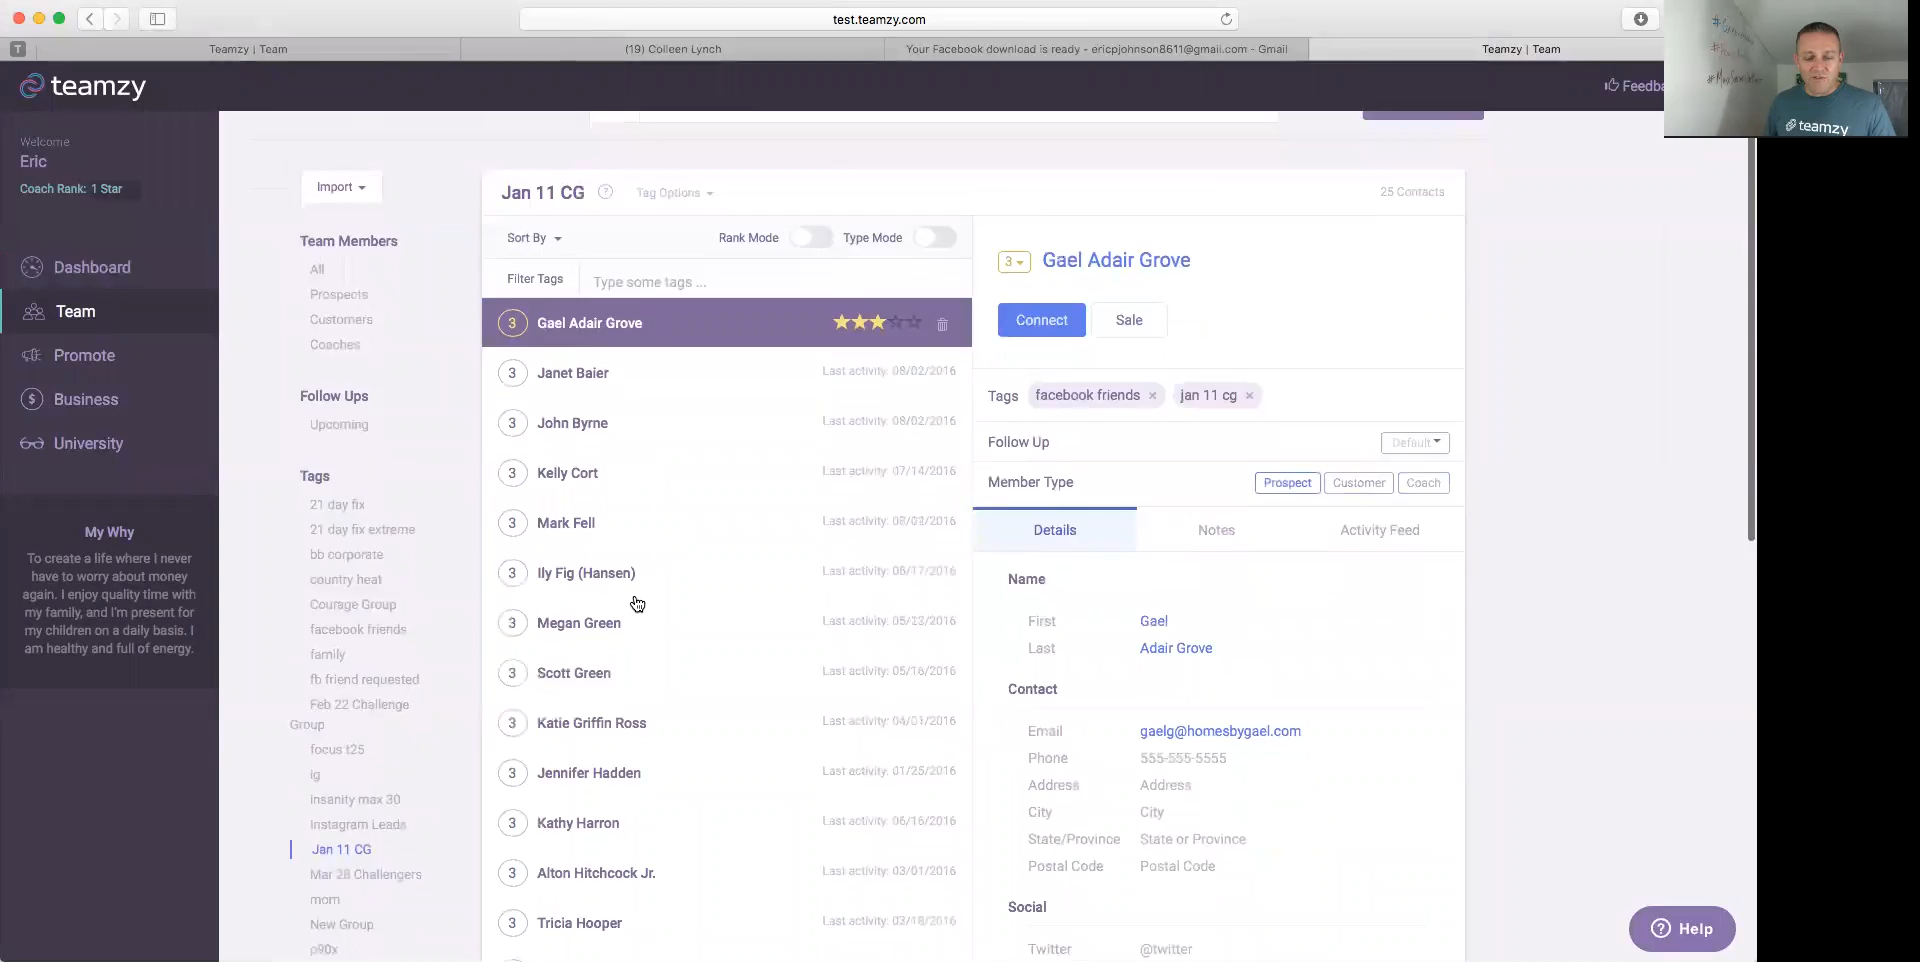 test.teamzy.com
T
Teamzy | Team
(19) Colleen Lynch
Your Facebook download is ready - ericpjohnson8611@gmail.com - Gmail
Teamzy | Team
teamzy
Feedba
teamzy
Welcome
Eric
Coach Rank: 1 Star
Dashboard
Team
Promote
Business
University
My Why
To create a life where I never
have to worry about money
again. I enjoy quality time with
my family, and I'm present for
my children on a daily basis. I
am healthy and full of energy.
Import
Team Members
All
Prospects
Customers
Coaches
Follow Ups
Upcoming
Tags
21 day fix
21 day fix extreme
bb corporate
country heat
Courage Group
facebook friends
family
fb friend requested
Feb 22 Challenge
Group
focus t25
ig
insanity max 30
Instagram Leads
Jan 11 CG
Mar 28 Challengers
mom
New Group
p90x
Jan 11 CG ?
Tag Options
25 Contacts
Sort By
Rank Mode
Type Mode
Filter Tags
Type some tags ...
3 Gael Adair Grove
3 Janet Baier Last activity: 08/02/2016
3 John Byrne Last activity: 08/02/2016
3 Kelly Cort Last activity: 07/14/2016
3 Mark Fell Last activity:
3 Ily Fig (Hansen) Last activity: 06/17/2016
3 Megan Green Last activity:
3 Scott Green Last activity: 05/16/2016
3 Katie Griffin Ross Last activity: 04/01/2016
3 Jennifer Hadden Last activity: 01/25/2016
3 Kathy Harron Last activity: 06/16/2016
3 Alton Hitchcock Jr. Last activity: 03/01/2016
3 Tricia Hooper Last activity: 03/18/2016
3 Gael Adair Grove
Connect
Sale
Tags facebook friends × jan 11 cg ×
Follow Up Default
Member Type Prospect Customer Coach
Details Notes Activity Feed
Name
First Gael
Last Adair Grove
Contact
Email gaelg@homesbygael.com
Phone 555-555-5555
Address Address
City City
State/Province State or Province
Postal Code Postal Code
Social
Twitter @twitter
? Help